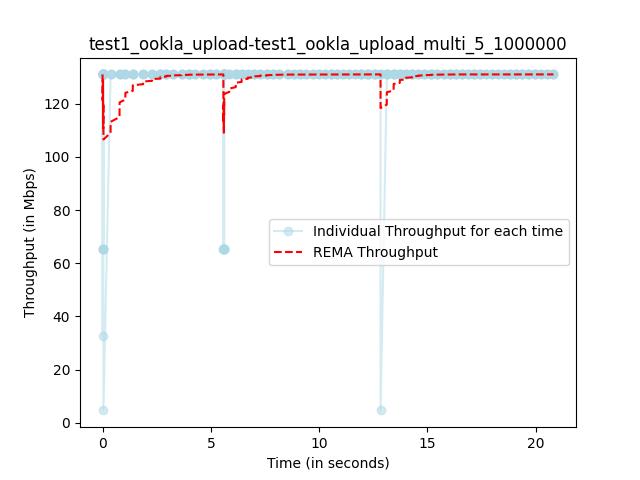 test1_ookla_upload-test1_ookla_upload_multi_5_1000000
Throughput (in Mbps)
120
100
80
60
40
20
0
Individual Throughput for each time
REMA Throughput
0 5 10 15 20
Time (in seconds)